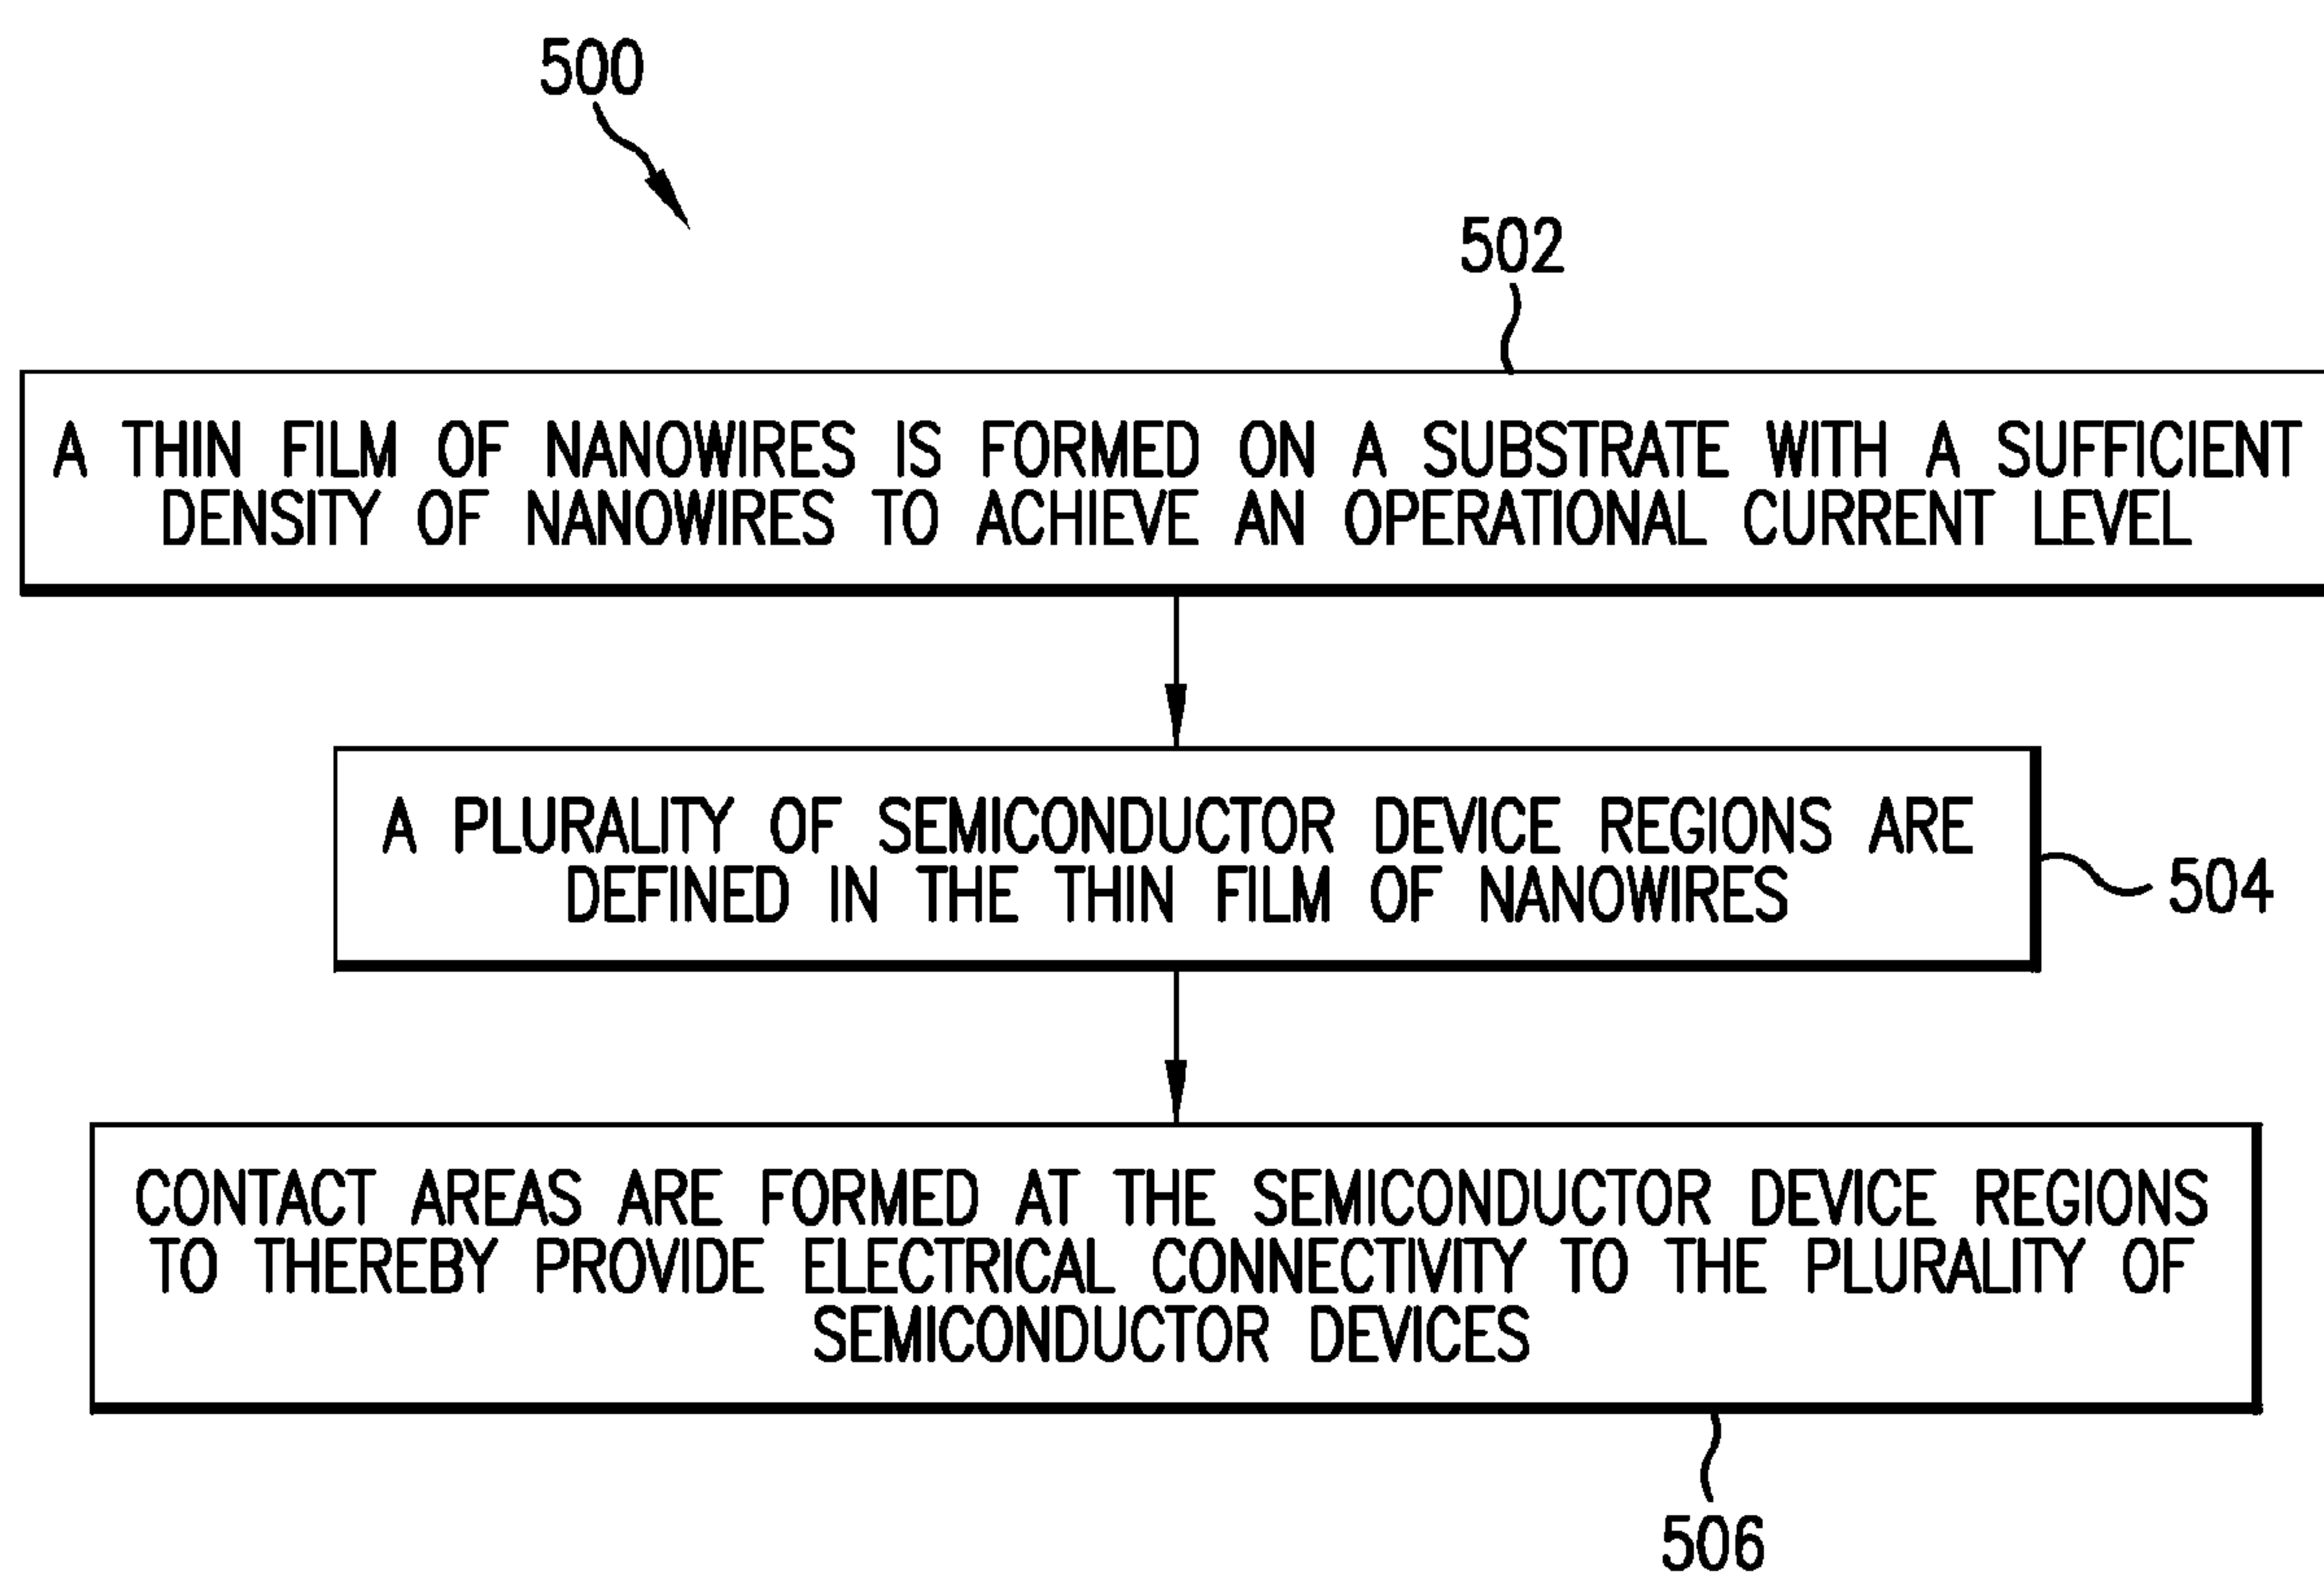 500
502
A THIN FILM OF NANOWIRES IS FORMED ON A SUBSTRATE WITH A SUFFICIENT
DENSITY OF NANOWIRES TO ACHIEVE AN OPERATIONAL CURRENT LEVEL
A PLURALITY OF SEMICONDUCTOR DEVICE REGIONS ARE
DEFINED IN THE THIN FILM OF NANOWIRES
504
CONTACT AREAS ARE FORMED AT THE SEMICONDUCTOR DEVICE REGIONS
TO THEREBY PROVIDE ELECTRICAL CONNECTIVITY TO THE PLURALITY OF
SEMICONDUCTOR DEVICES
506